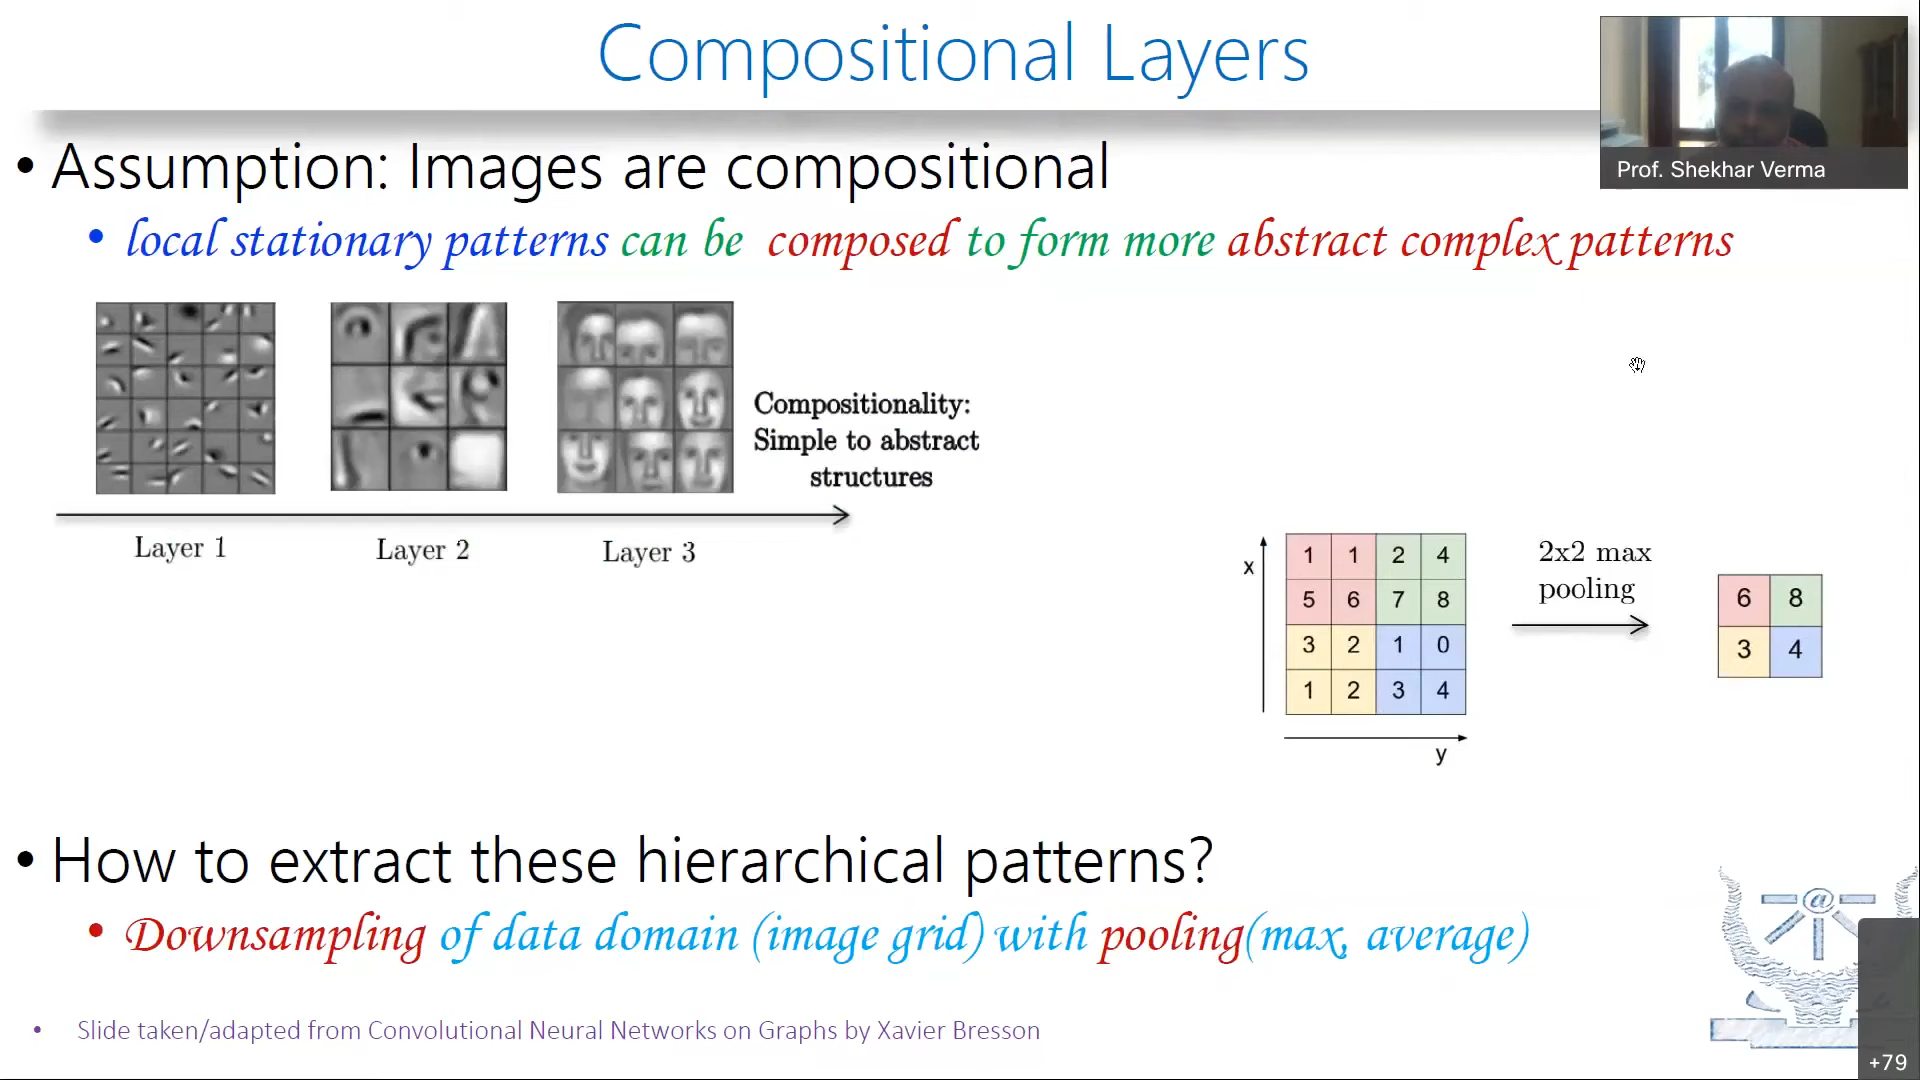 Compositional Layers
Prof. Shekhar Verma
• Assumption: Images are compositional
• local stationary patterns can be composed to form more abstract complex patterns
Compositionality:
Simple to abstract
structures
Layer 1 Layer 2 Layer 3
x
1 1 2 4
5 6 7 8
3 2 1 0
1 2 3 4
y
2x2 max
pooling
6 8
3 4
• How to extract these hierarchical patterns?
• Downsampling of data domain (image grid) with pooling(max, average)
@
• Slide taken/adapted from Convolutional Neural Networks on Graphs by Xavier Bresson
+79